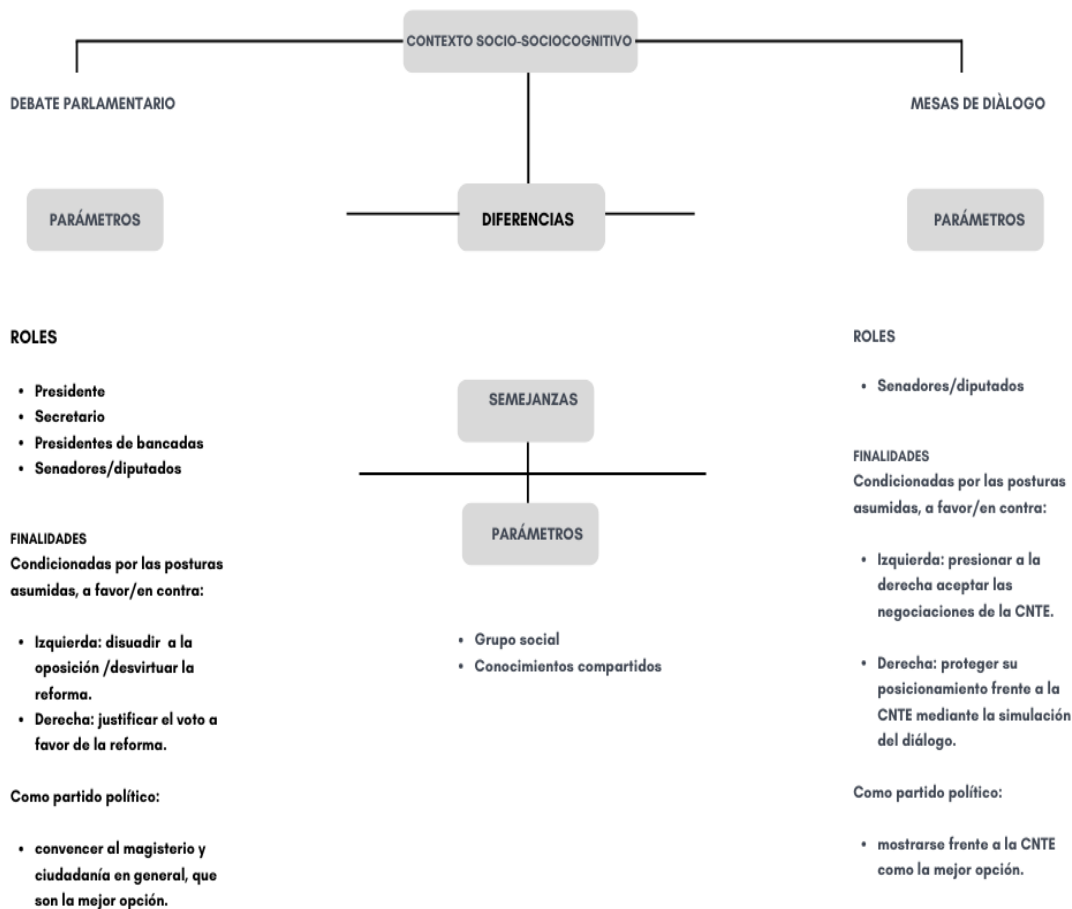 CONTEXTO SOCIO-SOCIOCOGNITIVO
DEBATE PARLAMENTARIO
MESAS DE DIÀLOGO
PARÁMETROS
DIFERENCIAS
PARÁMETROS
ROLES
• Presidente
• Secretario
• Presidentes de bancadas
• Senadores/diputados
FINALIDADES
Condicionadas por las posturas
asumidas, a favor/en contra:
• Izquierda: disuadir a la
oposición /desvirtuar la
reforma.
• Derecha: justificar el voto a
favor de la reforma.
Como partido político:
• convencer al magisterio y
ciudadanía en general, que
son la mejor opción.
SEMEJANZAS
PARÁMETROS
• Grupo social
• Conocimientos compartidos
ROLES
• Senadores/diputados
FINALIDADES
Condicionadas por las posturas
asumidas, a favor/en contra:
• Izquierda: presionar a la
derecha aceptar las
negociaciones de la CNTE.
• Derecha: proteger su
posicionamiento frente a la
CNTE mediante la simulación
del diálogo.
Como partido político:
• mostrarse frente a la CNTE
como la mejor opción.